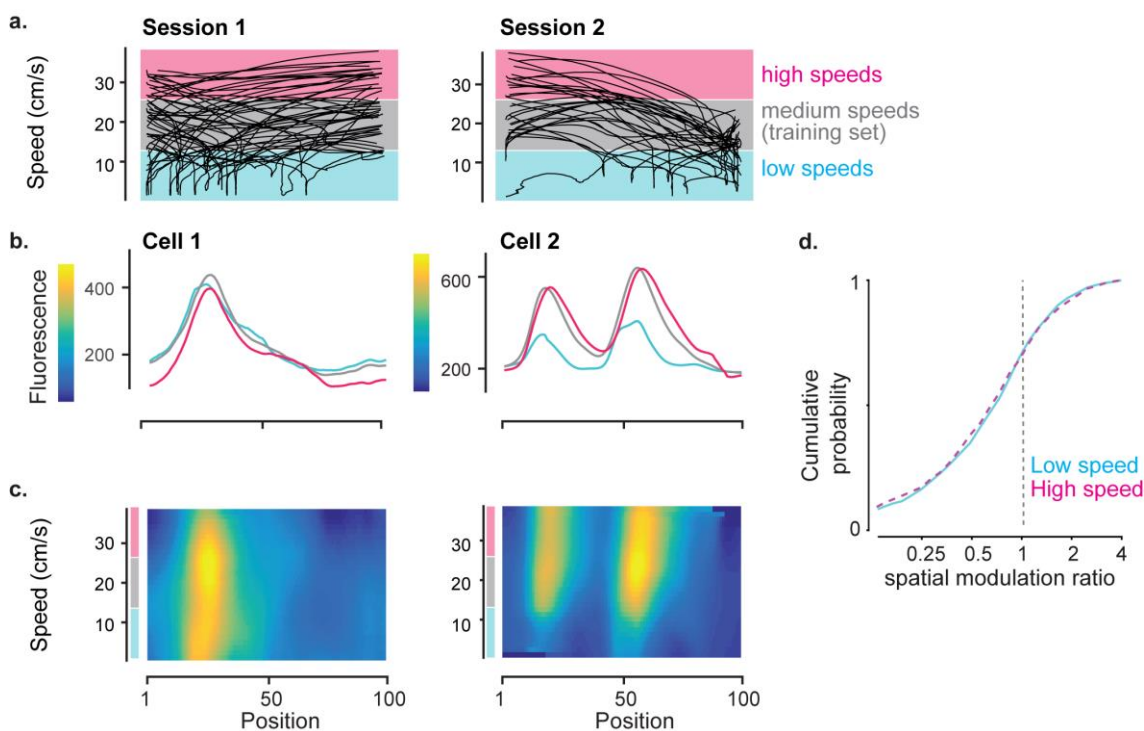 a.
Session 1
Session 2
Speed (cm/s)
30
20
10
30
20
10
high speeds
medium speeds
(training set)
low speeds
b.
Cell 1
Cell 2
d.
Fluorescence
400
200
600
200
c.
Speed (cm/s)
30
20
10
30
20
10
1
50
100
Position
1
50
100
Position
Cumulative
probability
1
0
Low speed
High speed
0.25
0.5
1
2
4
spatial modulation ratio